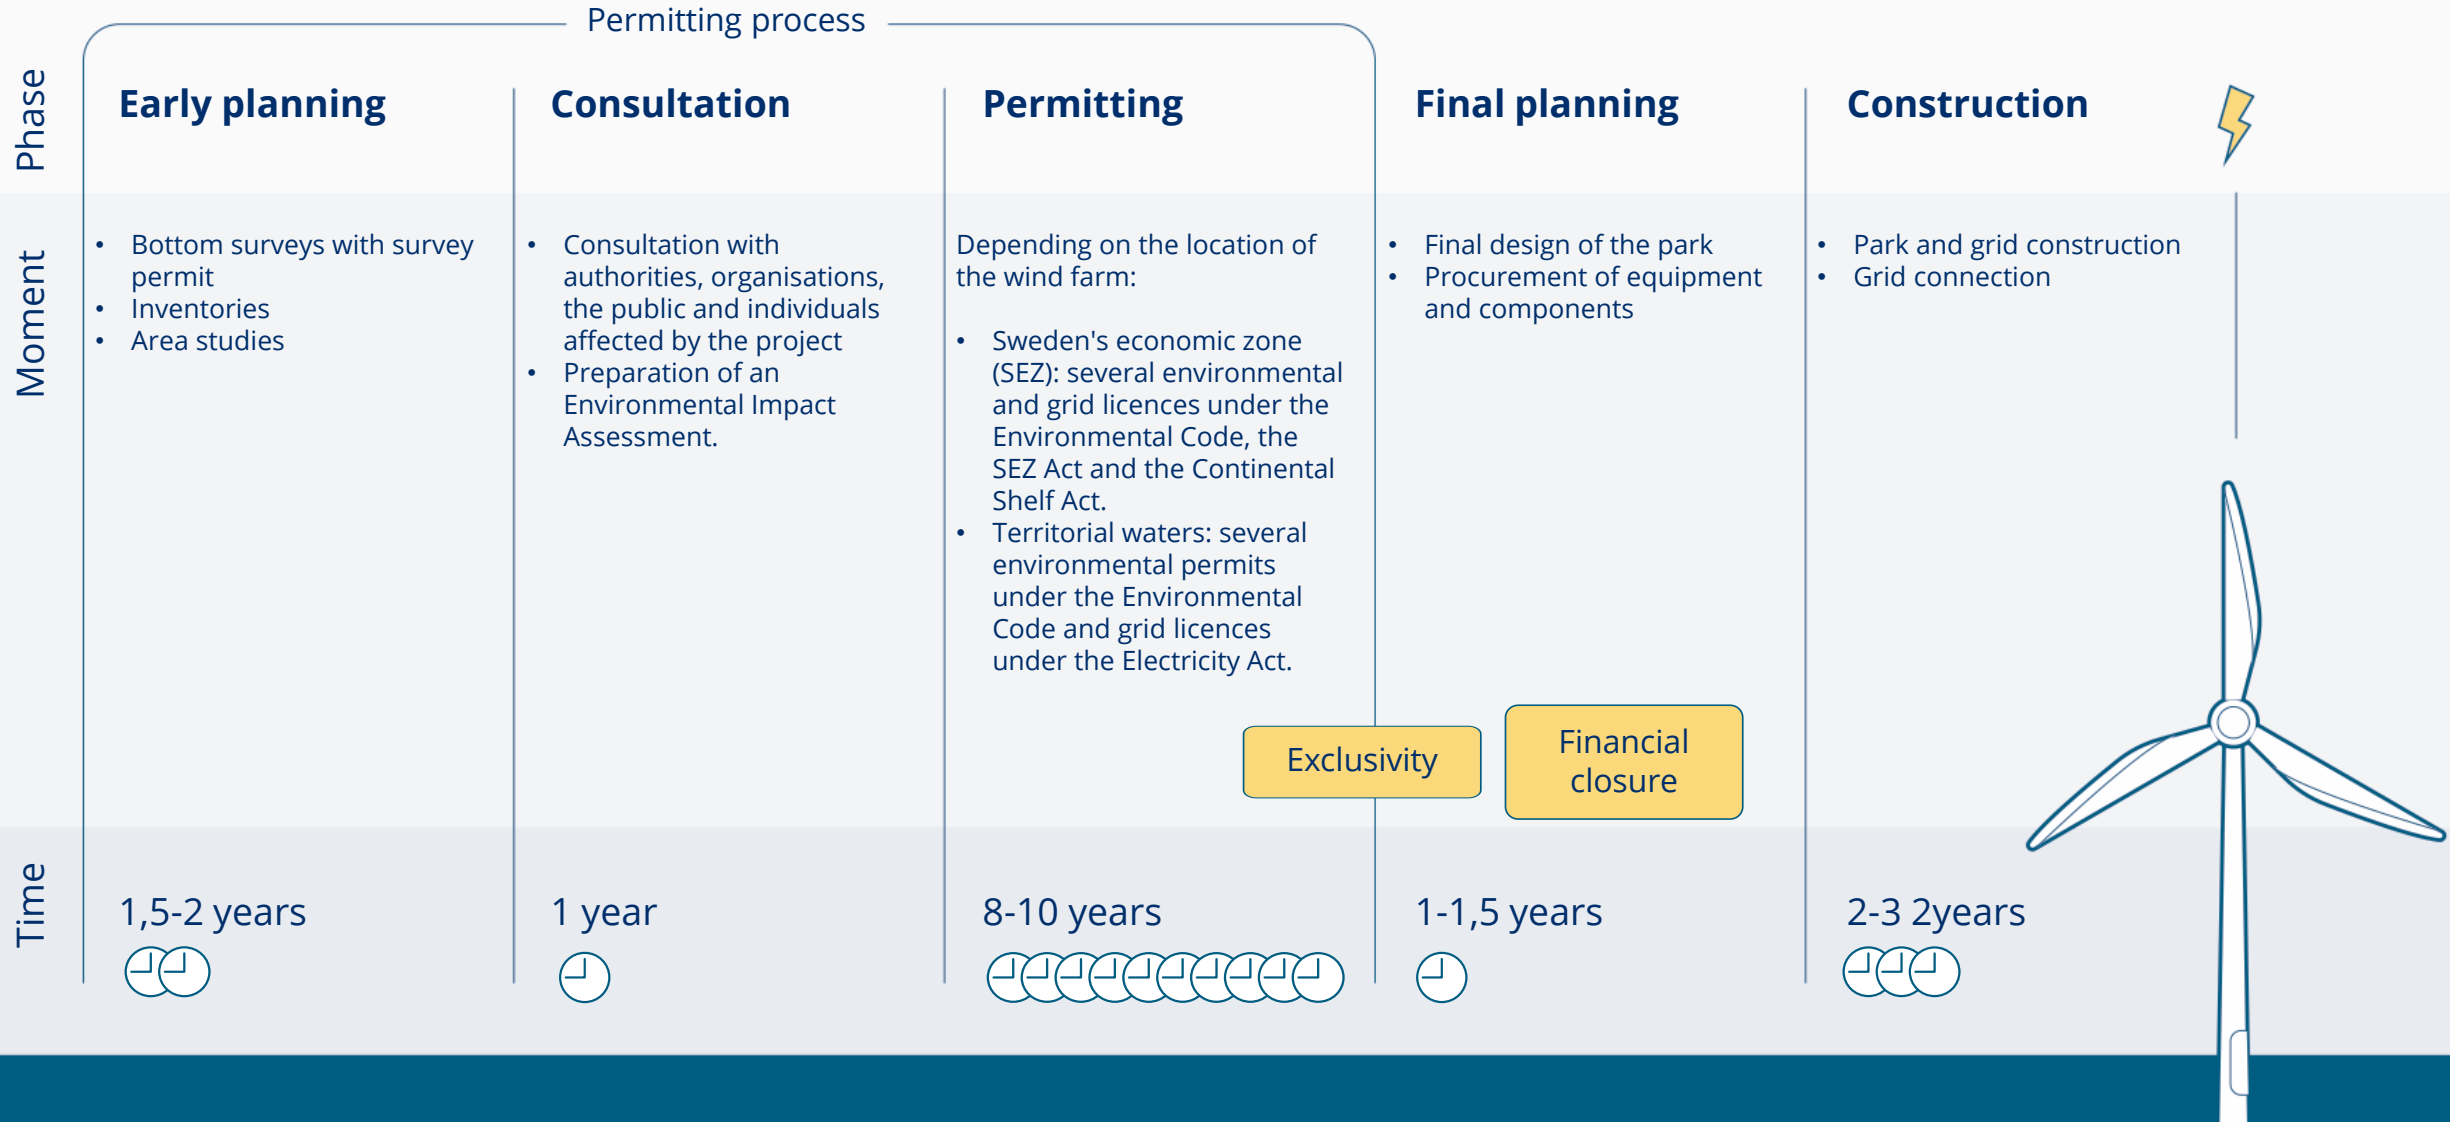 Permitting process
Phase
Early planning
Consultation
Permitting
Final planning
Construction
Moment
• Bottom surveys with survey
permit
• Inventories
• Area studies
• Consultation with
authorities, organisations,
the public and individuals
affected by the project
• Preparation of an
Environmental Impact
Assessment.
Depending on the location of
the wind farm:
• Sweden's economic zone
(SEZ): several environmental
and grid licences under the
Environmental Code, the
SEZ Act and the Continental
Shelf Act.
• Territorial waters: several
environmental permits
under the Environmental
Code and grid licences
under the Electricity Act.
• Final design of the park
• Procurement of equipment
and components
• Park and grid construction
• Grid connection
Exclusivity
Financial
closure
Time
1,5-2 years
1 year
8-10 years
1-1,5 years
2-3 2years